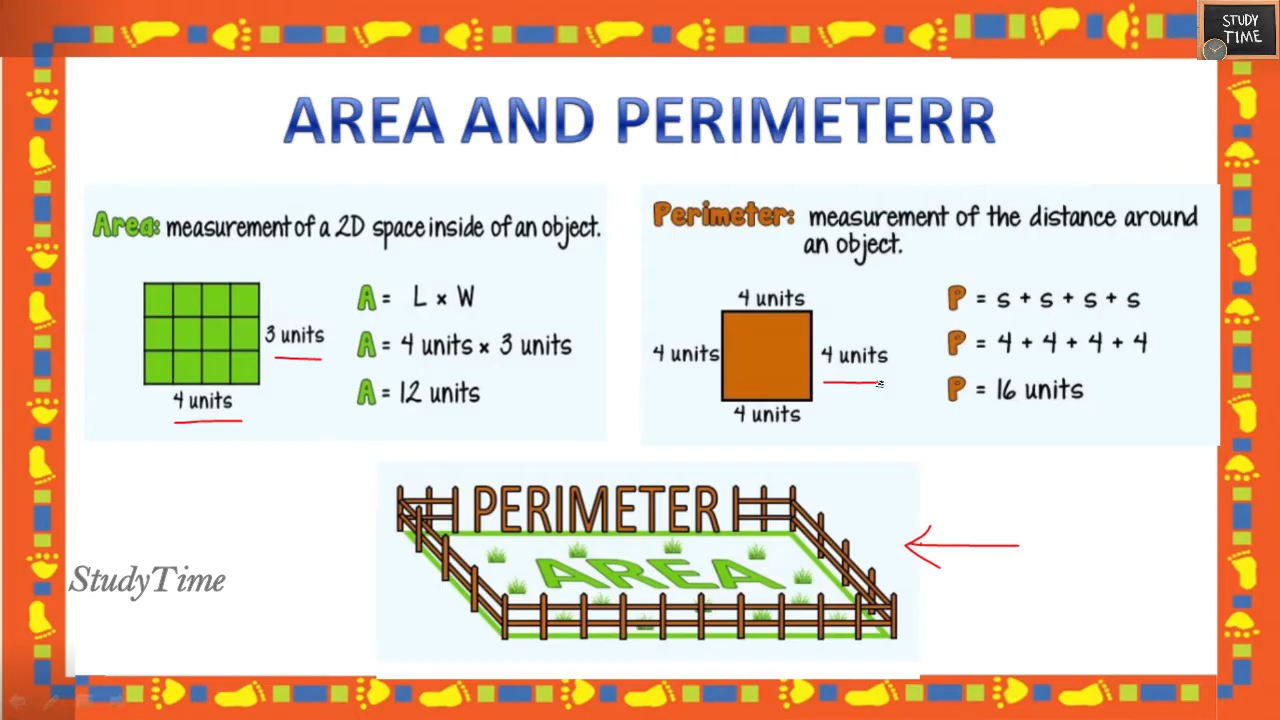 STUDY
TIME
AREA AND PERIMETERR
Area: measurement of a 2D space inside of an object.
3 units
4 units
A = L × W
A = 4 units × 3 units
A = 12 units
Perimeter: measurement of the distance around
an object.
4 units
4 units
4 units
4 units
P = s + s + s + s
P = 4 + 4 + 4 + 4
P = 16 units
PERIMETER
AREA
StudyTime